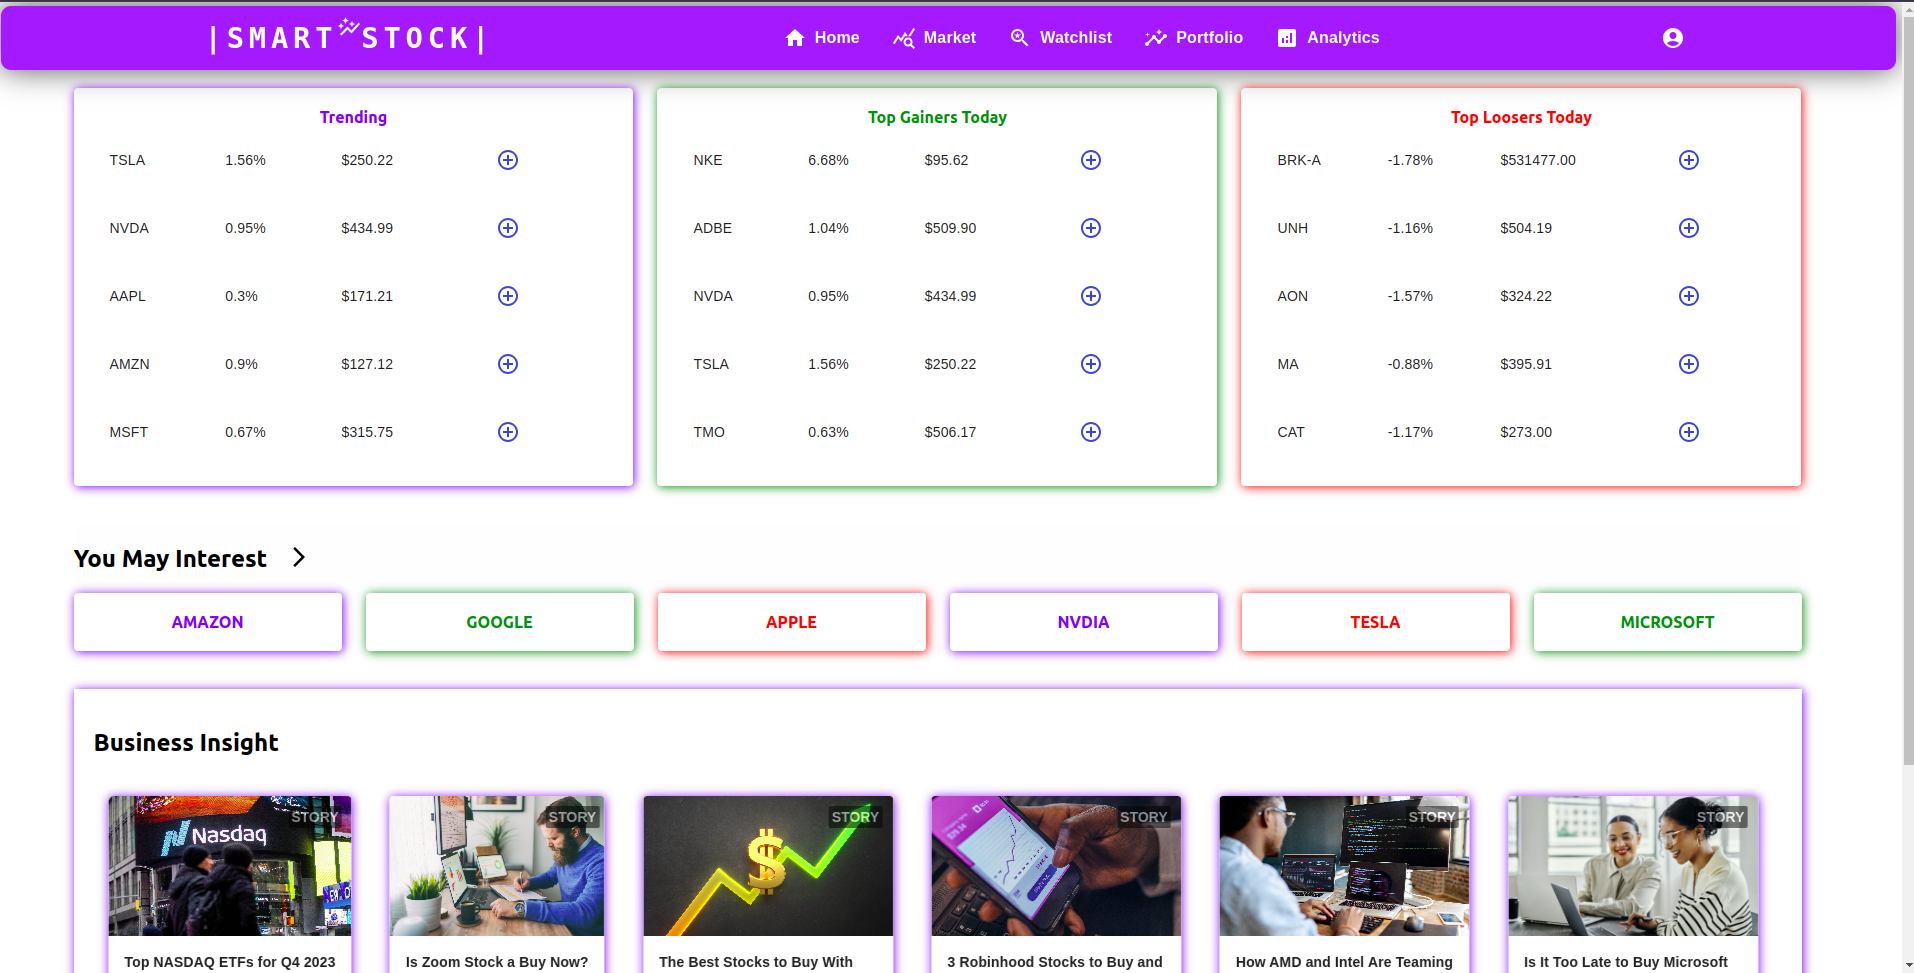 |SMART STOCK|
Home
Market
Watchlist
Portfolio
Analytics
Trending
TSLA 1.56% $250.22
NVDA 0.95% $434.99
AAPL 0.3% $171.21
AMZN 0.9% $127.12
MSFT 0.67% $315.75
Top Gainers Today
NKE 6.68% $95.62
ADBE 1.04% $509.90
NVDA 0.95% $434.99
TSLA 1.56% $250.22
TMO 0.63% $506.17
Top Loosers Today
BRK-A -1.78% $531477.00
UNH -1.16% $504.19
AON -1.57% $324.22
MA -0.88% $395.91
CAT -1.17% $273.00
You May Interest
AMAZON
GOOGLE
APPLE
NVDIA
TESLA
MICROSOFT
Business Insight
STORY
Nasdaq
Top NASDAQ ETFs for Q4 2023
STORY
Is Zoom Stock a Buy Now?
STORY
The Best Stocks to Buy With
STORY
3 Robinhood Stocks to Buy and
STORY
How AMD and Intel Are Teaming
STORY
Is It Too Late to Buy Microsoft